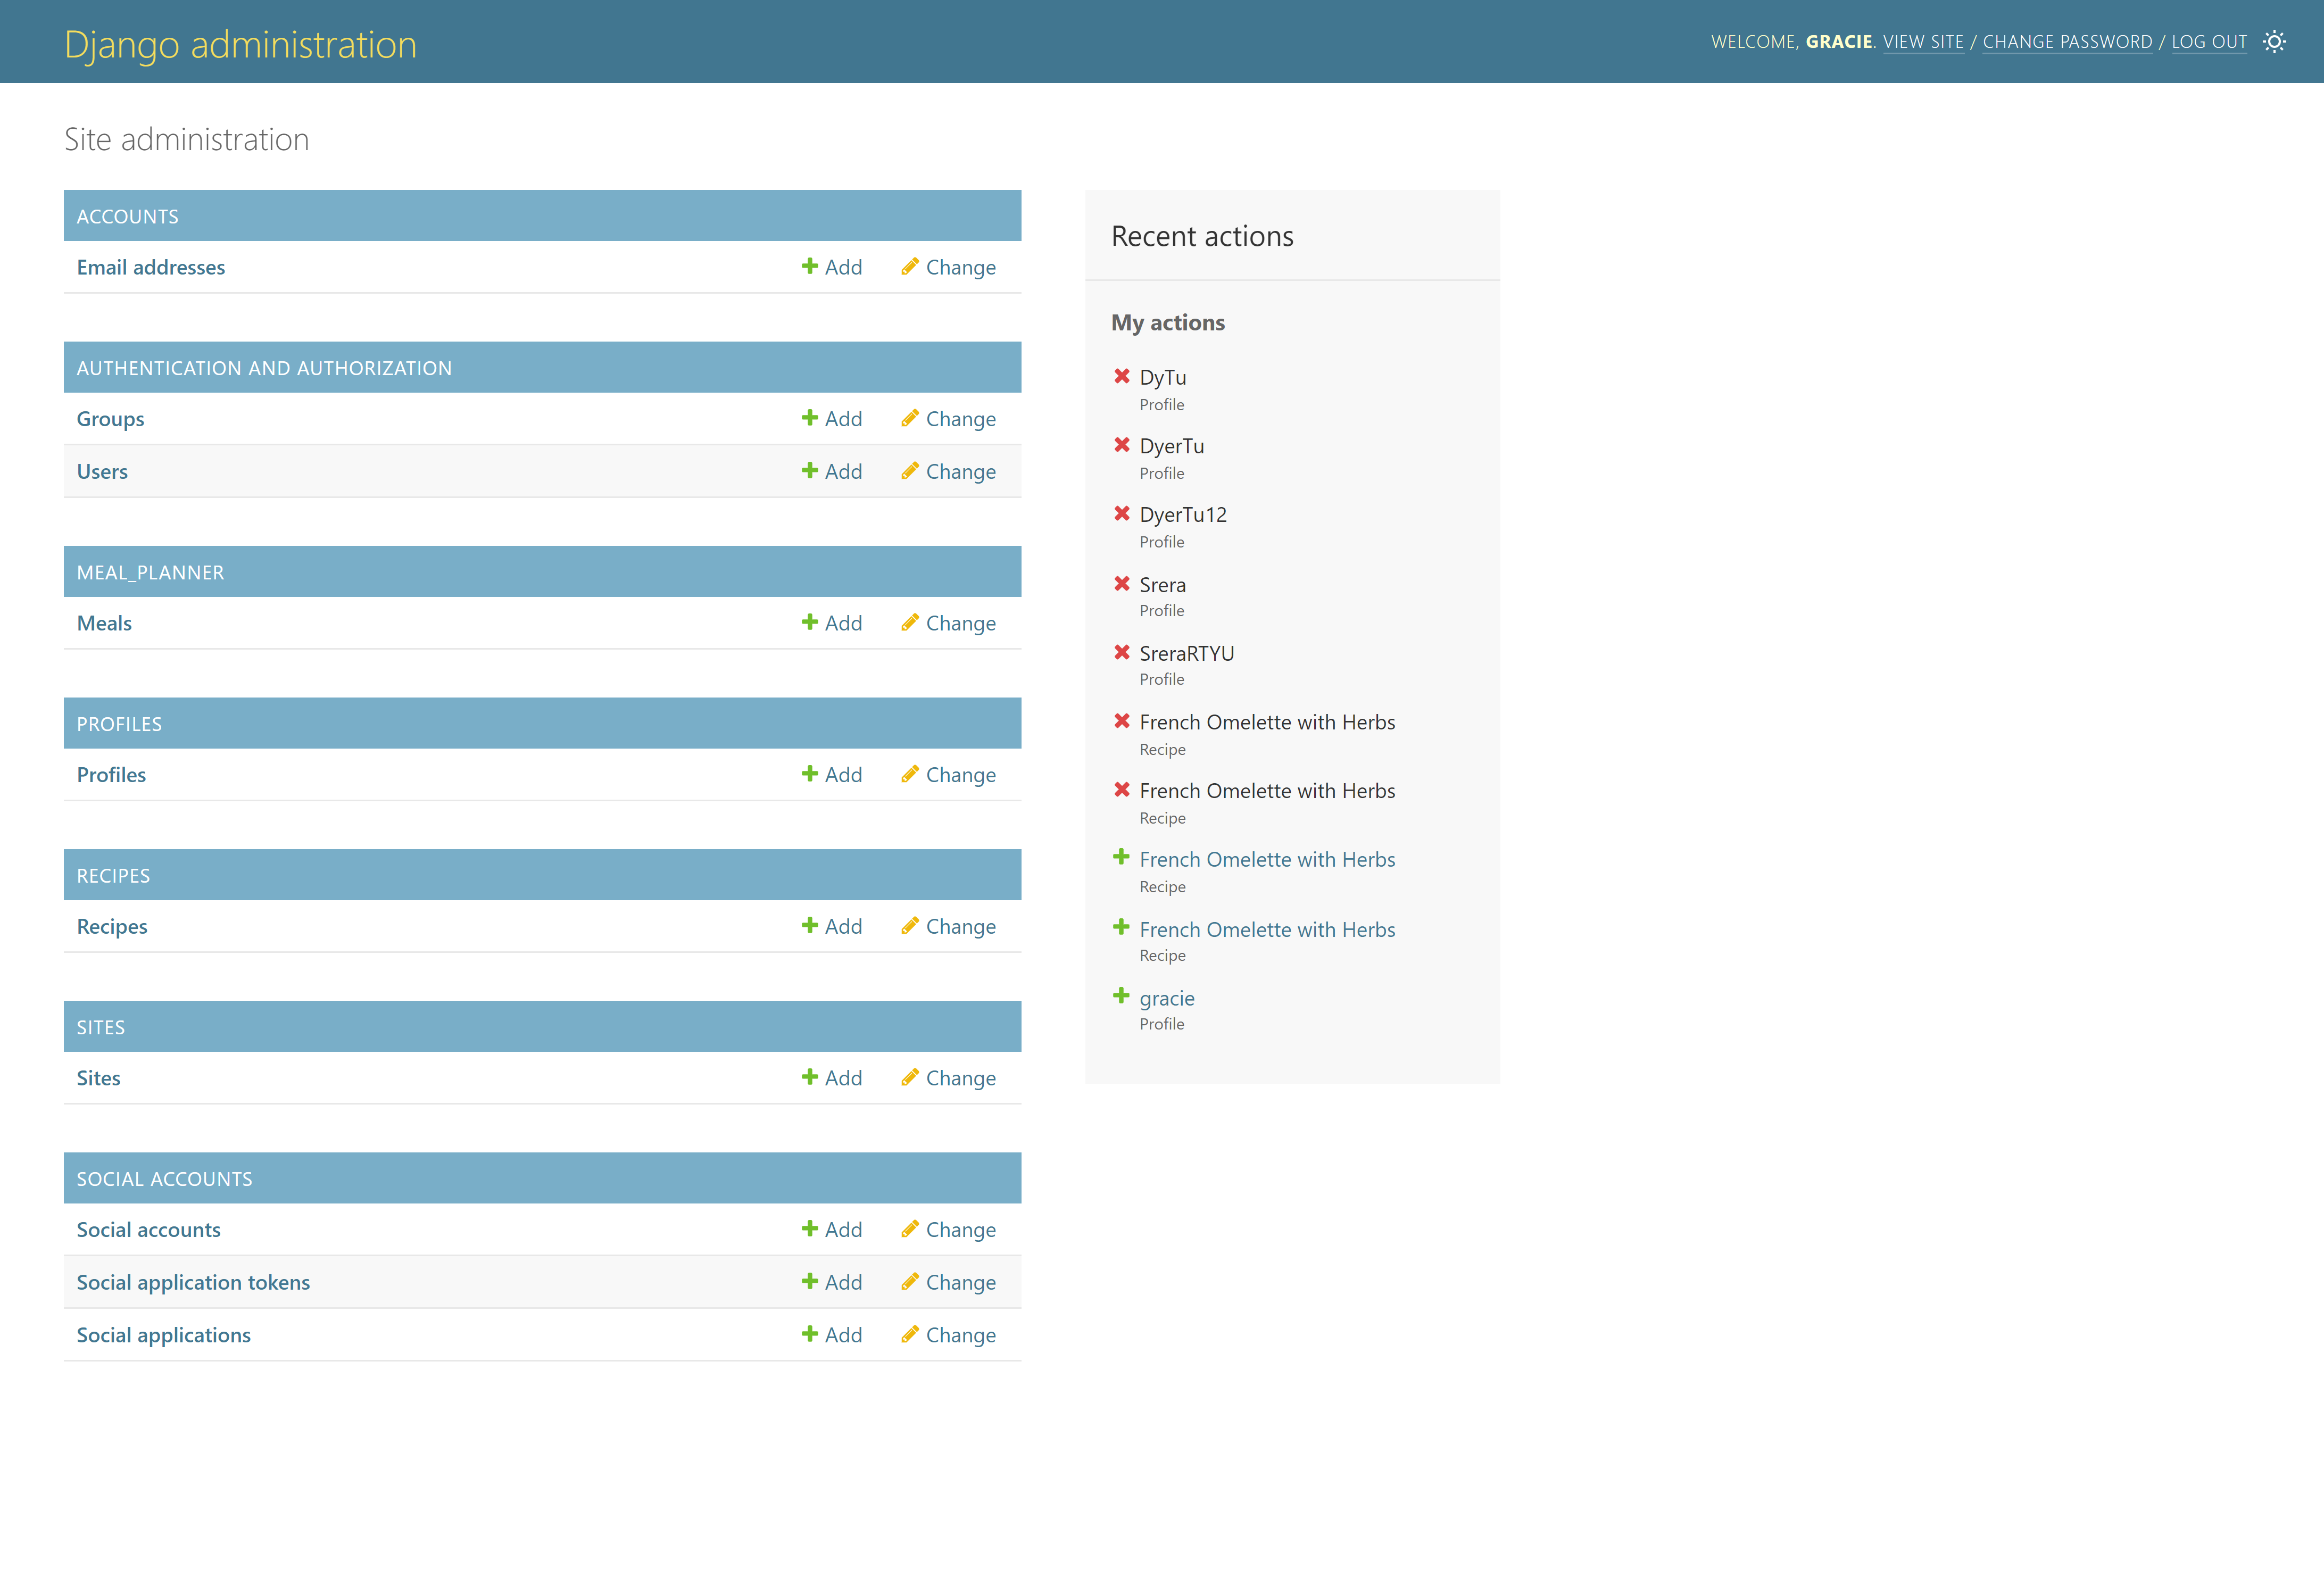 Django administration
WELCOME, GRACIE. VIEW SITE / CHANGE PASSWORD / LOG OUT
Site administration
ACCOUNTS
Email addresses Add Change
AUTHENTICATION AND AUTHORIZATION
Groups Add Change
Users Add Change
MEAL_PLANNER
Meals Add Change
PROFILES
Profiles Add Change
RECIPES
Recipes Add Change
SITES
Sites Add Change
SOCIAL ACCOUNTS
Social accounts Add Change
Social application tokens Add Change
Social applications Add Change
Recent actions
My actions
DyTu
Profile
DyerTu
Profile
DyerTu12
Profile
Srera
Profile
SreraRTYU
Profile
French Omelette with Herbs
Recipe
French Omelette with Herbs
Recipe
French Omelette with Herbs
Recipe
French Omelette with Herbs
Recipe
gracie
Profile